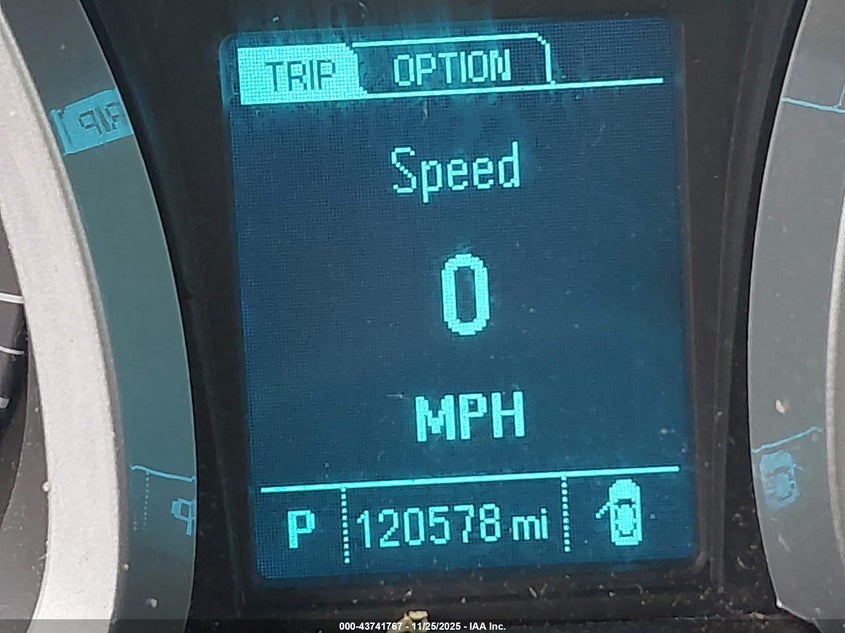 TRIP OPTION
Speed
0
MPH
P 120578 mi
000-43741767 - 11/25/2025 - IAA Inc.